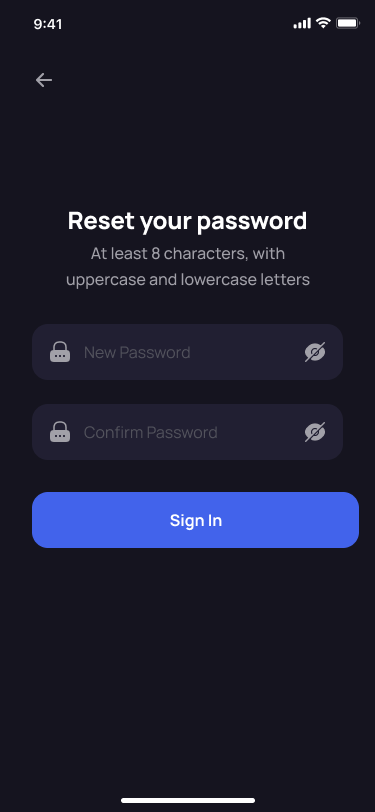 9:41
Reset your password
At least 8 characters, with
uppercase and lowercase letters
New Password
Confirm Password
Sign In